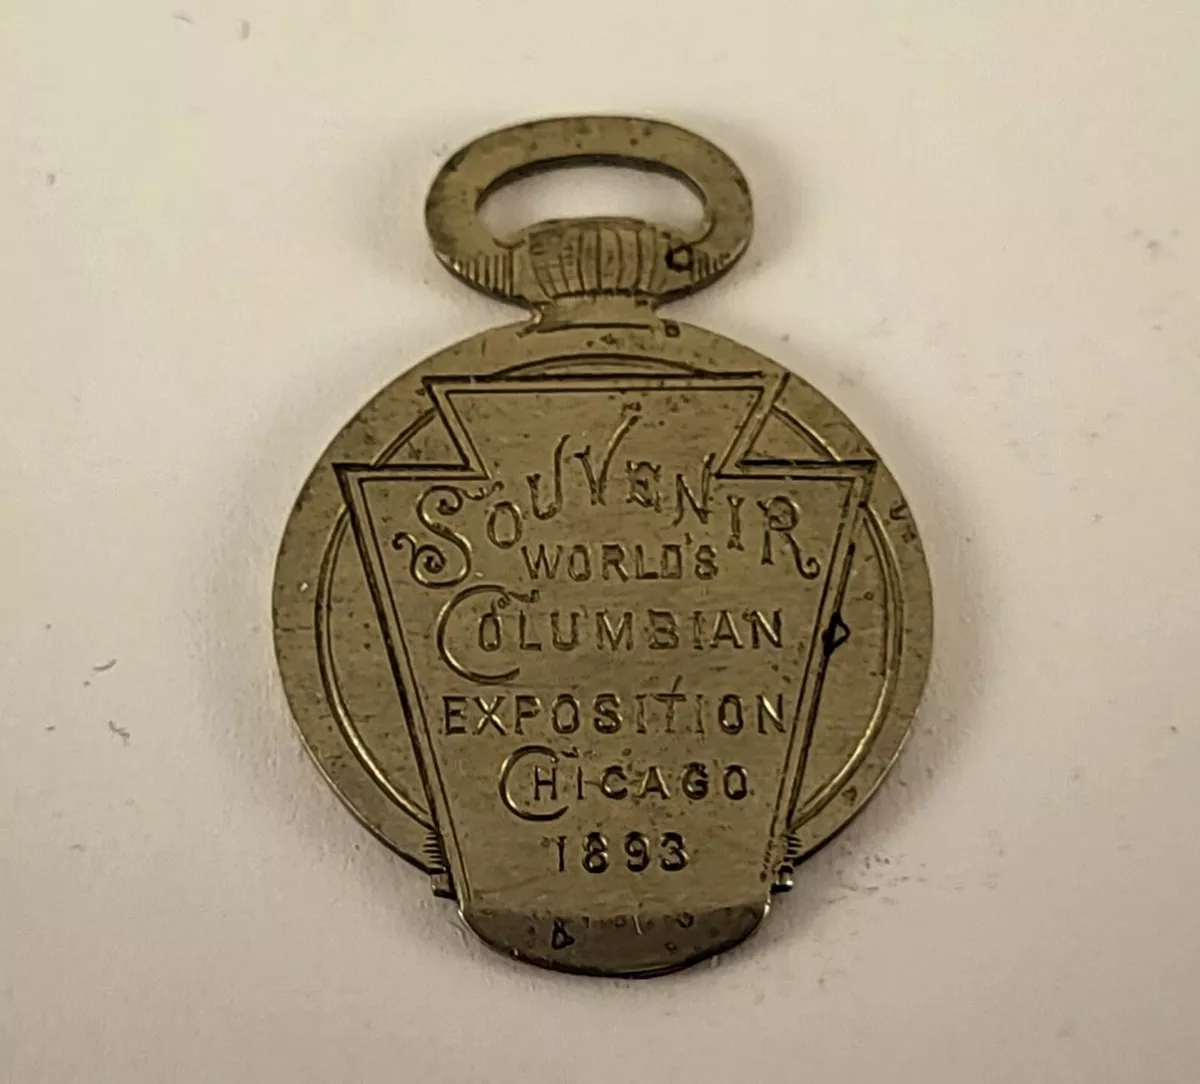 SOUVENIR
WORLD'S
COLUMBIAN
EXPOSITION
CHICAGO
1893